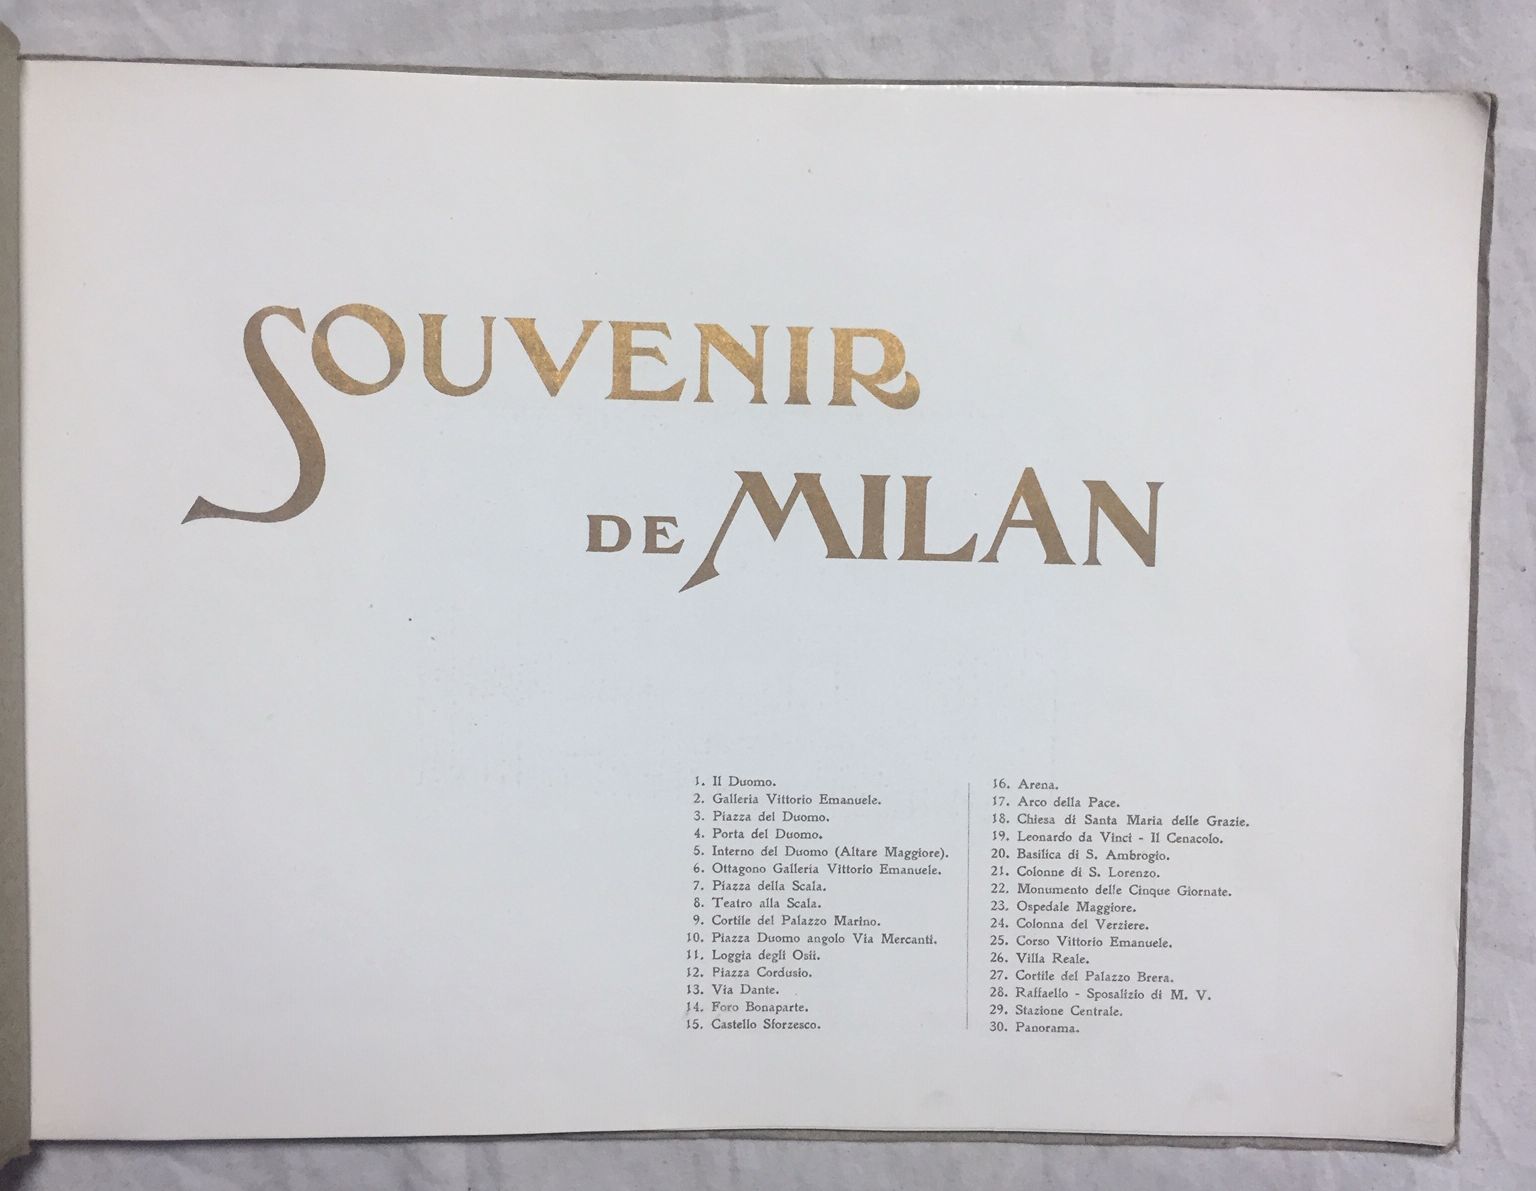 SOUVENIR
DE MILAN
1. Il Duomo.
2. Galleria Vittorio Emanuele.
3. Piazza del Duomo.
4. Porta del Duomo.
5. Interno del Duomo (Altare Maggiore).
6. Ottagono Galleria Vittorio Emanuele.
7. Piazza della Scala.
8. Teatro alla Scala.
9. Cortile del Palazzo Marino.
10. Piazza Duomo angolo Via Mercanti.
11. Loggia degli Osii.
12. Piazza Cordusio.
13. Via Dante.
14. Foro Bonaparte.
15. Castello Sforzesco.
16. Arena.
17. Arco della Pace.
18. Chiesa di Santa Maria delle Grazie.
19. Leonardo da Vinci - Il Cenacolo.
20. Basilica di S. Ambrogio.
21. Colonne di S. Lorenzo.
22. Monumento delle Cinque Giornate.
23. Ospedale Maggiore.
24. Colonna del Verziere.
25. Corso Vittorio Emanuele.
26. Villa Reale.
27. Cortile del Palazzo Brera.
28. Raffaello - Sposalizio di M. V.
29. Stazione Centrale.
30. Panorama.